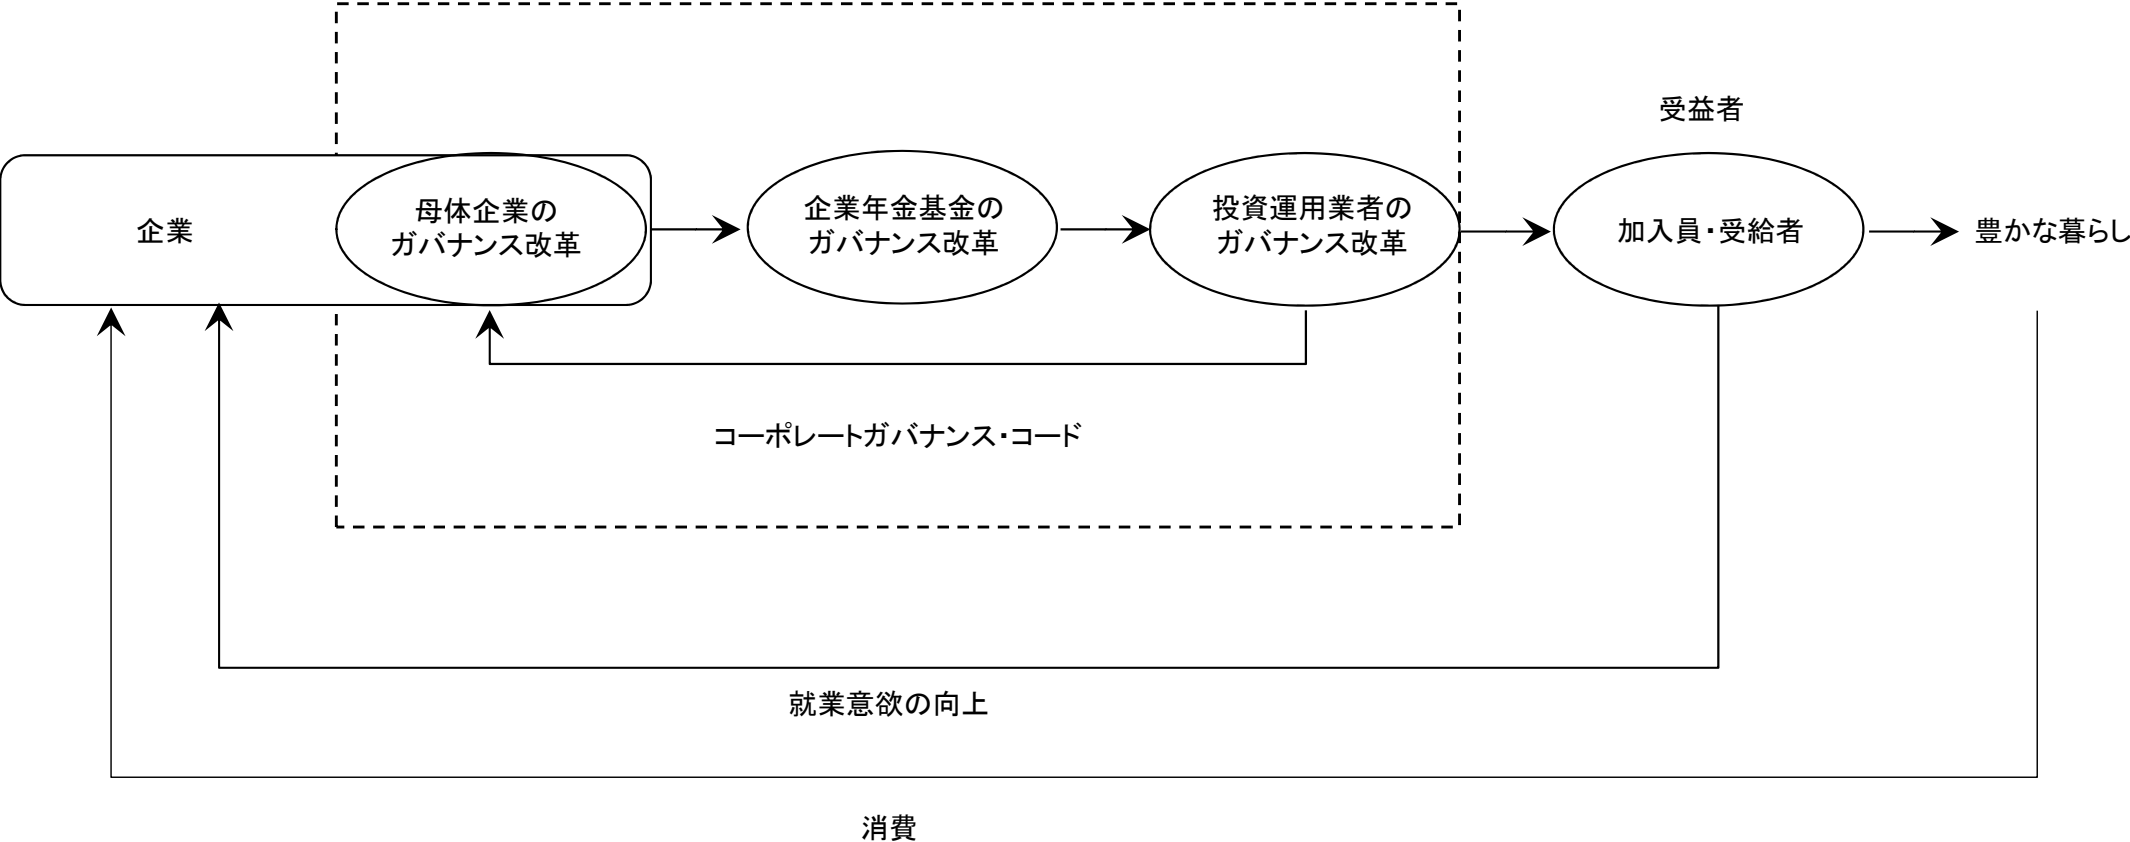 受益者
企業
母体企業の
ガバナンス改革
企業年金基金の
ガバナンス改革
投資運用業者の
ガバナンス改革
加入員・受給者
豊かな暮らし
コーポレートガバナンス・コード
就業意欲の向上
消費